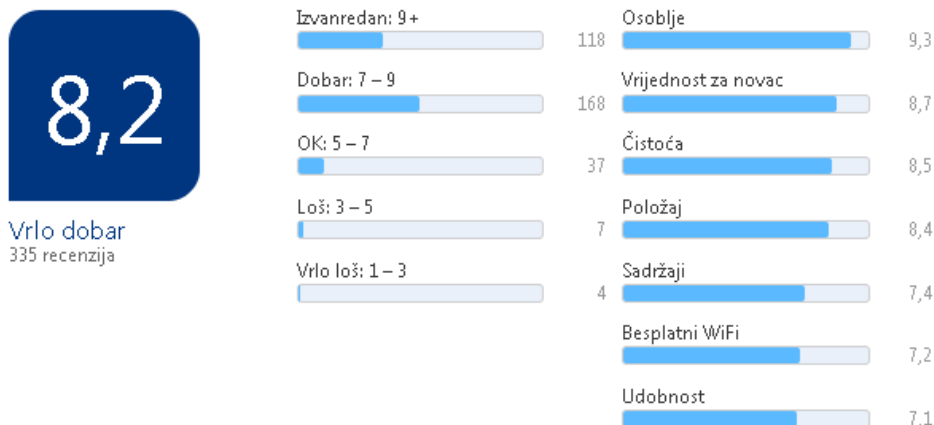 8,2
Vrlo dobar
335 recenzija
Izvanredan: 9+
118
Dobar: 7 – 9
168
OK: 5 – 7
37
Loš: 3 – 5
7
Vrlo loš: 1 – 3
4
Osoblje
9,3
Vrijednost za novac
8,7
Čistoća
8,5
Položaj
8,4
Sadržaji
7,4
Besplatni WiFi
7,2
Udobnost
7,1